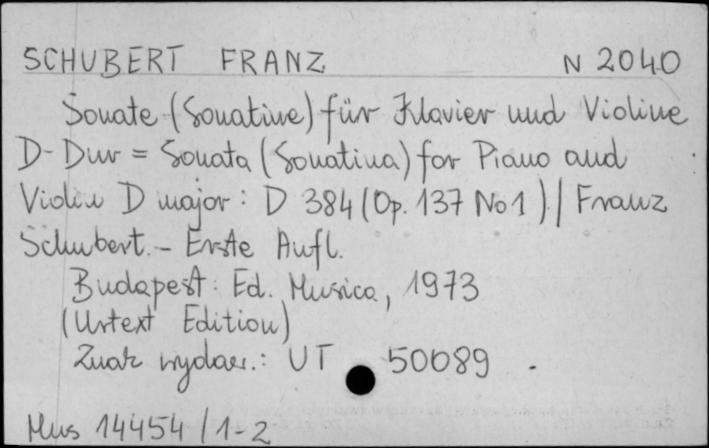 SCHUBERT FRANZ N 2040
Sonate (Sonatine) für Klavier und Violine
D-Dur = Sonata (Sonatina) for Piano and
Violin D major: D 384 (Op. 137 No 1) / Franz
Schubert. - Erste Aufl.
Budapest: Ed. Musica, 1973
(Urtext Edition)
Znak wydaw.: UT 50089.
Mus 14454 / 1-2